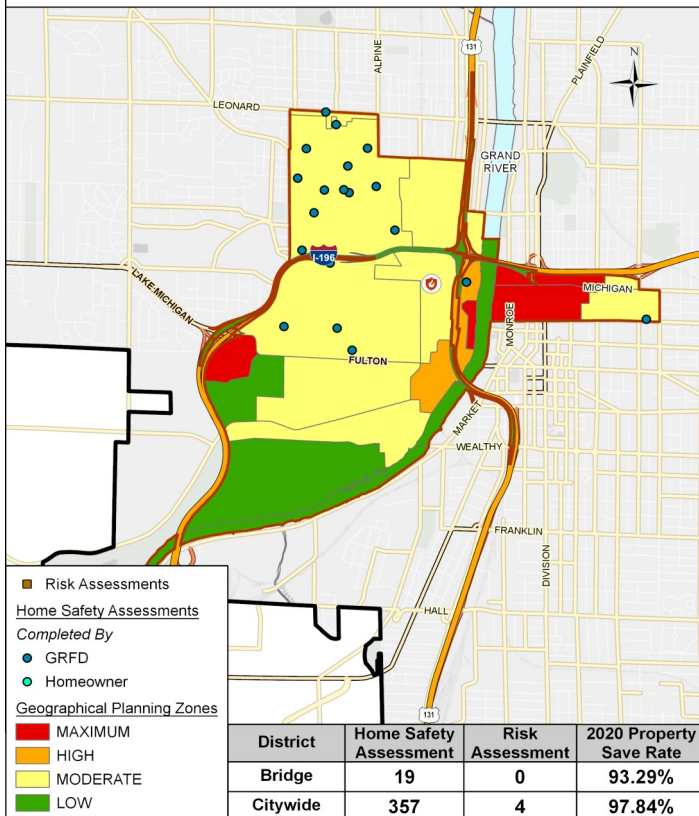 131
ALPINE
PLAINFIELD
N
LEONARD
GRAND
RIVER
I-196
LAKE MICHIGAN
MICHIGAN
MONROE
FULTON
MARKET
WEALTHY
FRANKLIN
DIVISION
HALL
131
Risk Assessments
Home Safety Assessments
Completed By
GRFD
Homeowner
Geographical Planning Zones
MAXIMUM
HIGH
MODERATE
LOW
District Home Safety Assessment Risk Assessment 2020 Property Save Rate
Bridge 19 0 93.29%
Citywide 357 4 97.84%